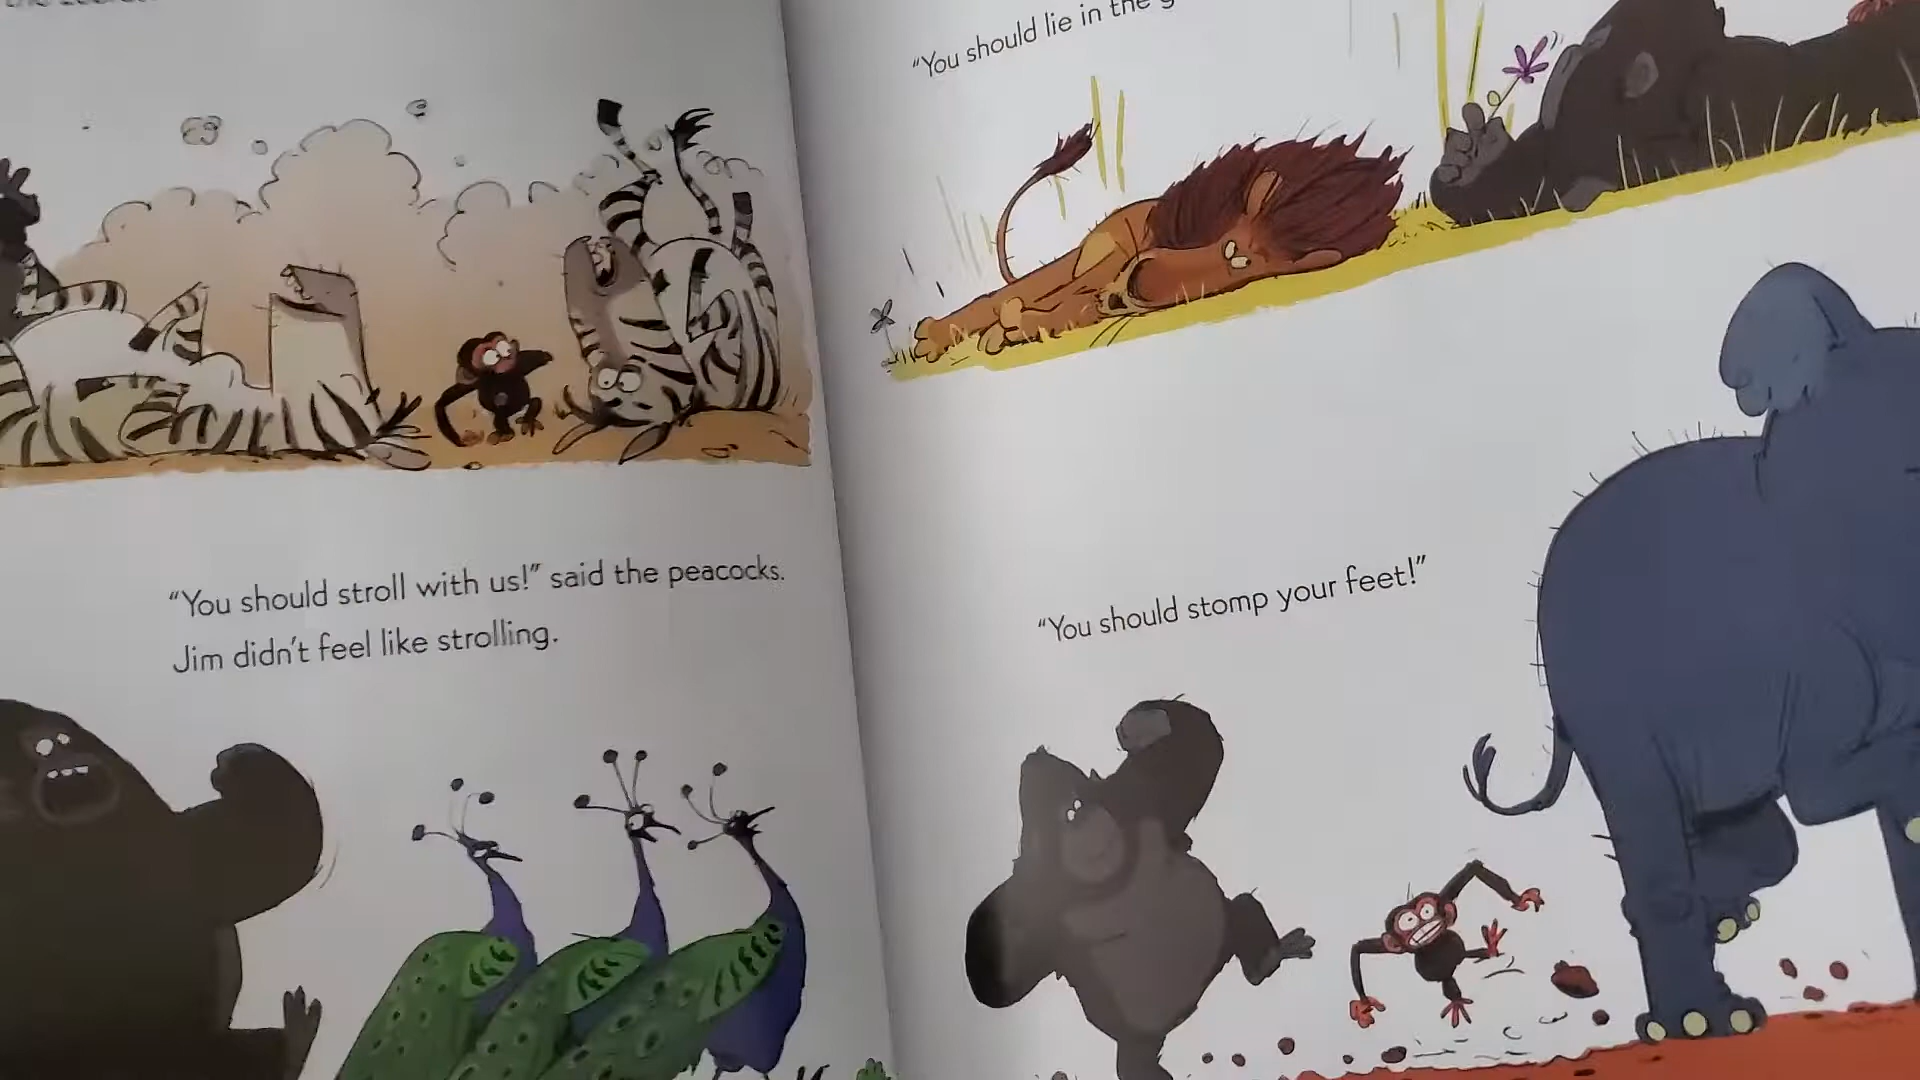 “You should stroll with us!” said the peacocks.
Jim didn’t feel like strolling.
“You should lie in the
“You should stomp your feet!”